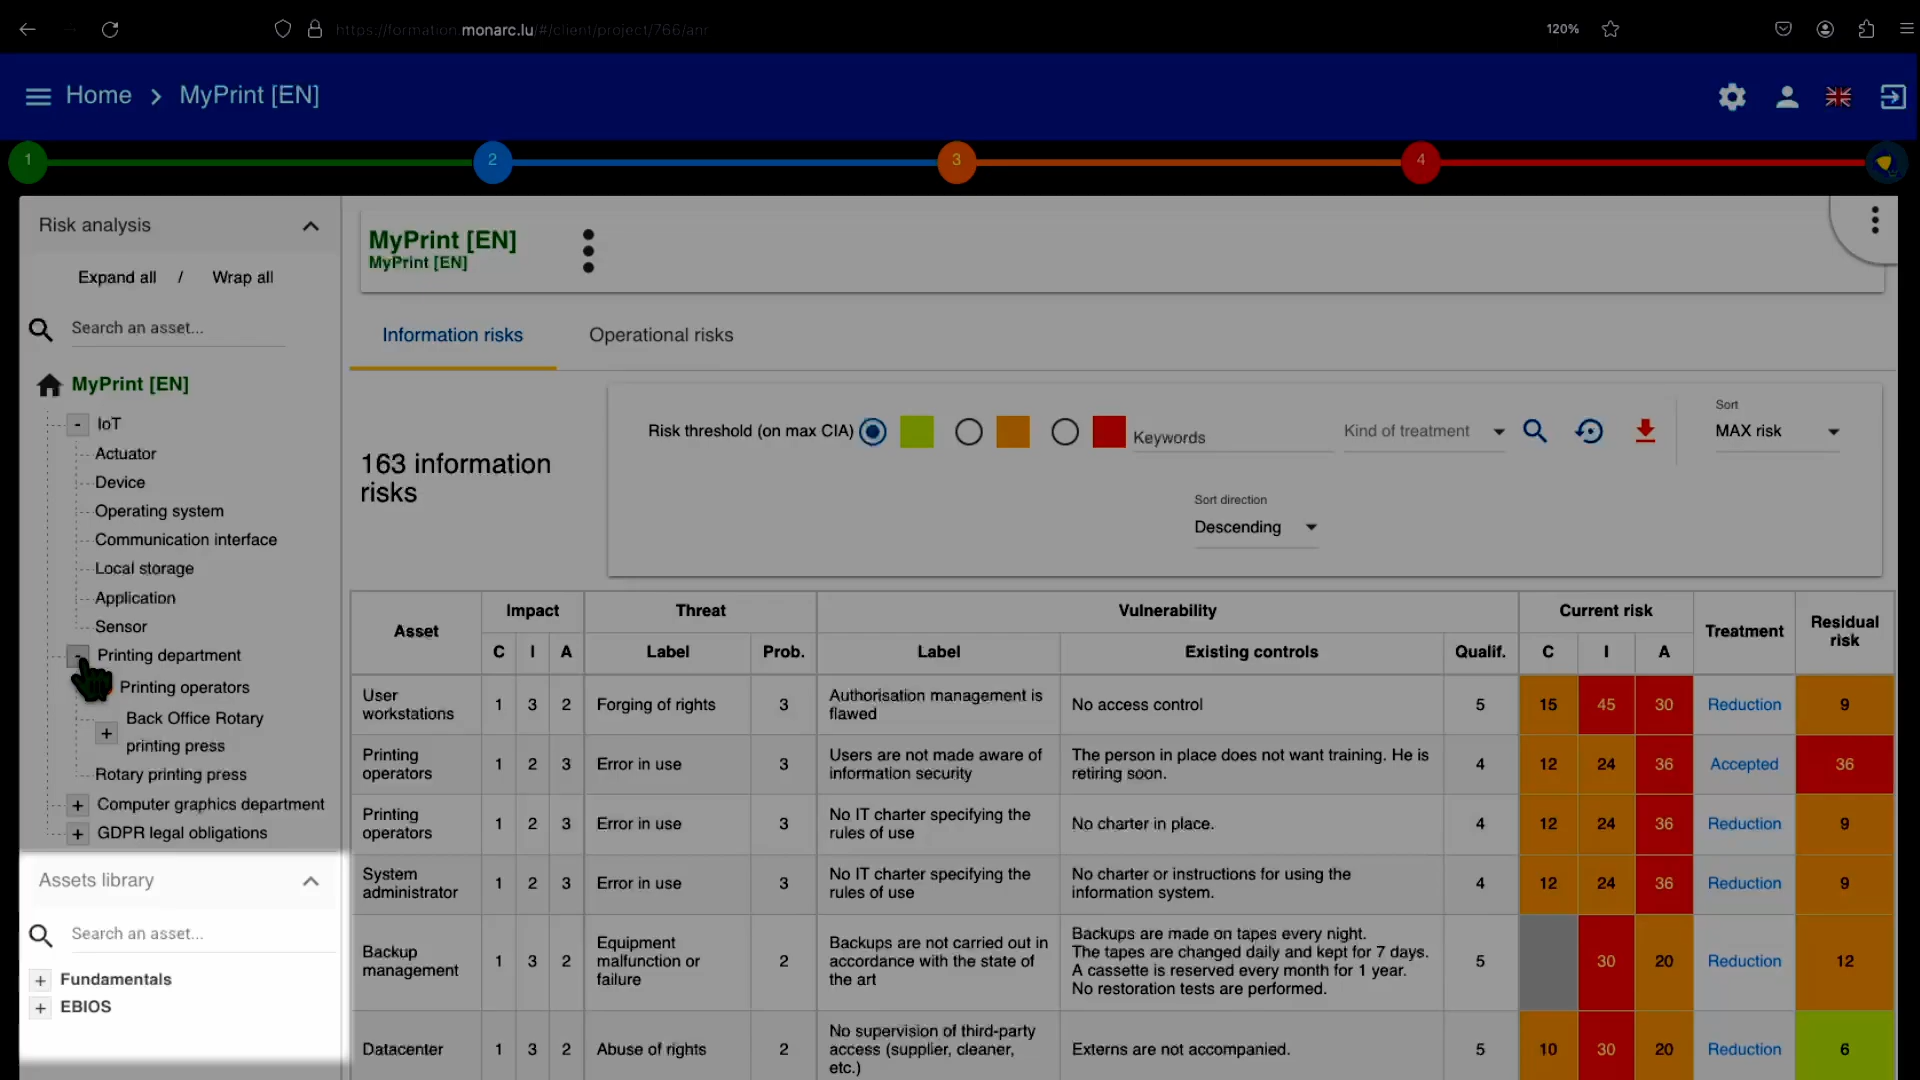 https://formation.monarc.lu/#/client/project/766/anr
120%
Home > MyPrint [EN]
1
2
3
4
Risk analysis
Expand all / Wrap all
Search an asset...
MyPrint [EN]
- IoT
Actuator
Device
Operating system
Communication interface
Local storage
Application
Sensor
- Printing department
Printing operators
+ Back Office Rotary
printing press
Rotary printing press
+ Computer graphics department
+ GDPR legal obligations
Assets library
Search an asset...
+ Fundamentals
+ EBIOS
MyPrint [EN]
MyPrint [EN]
Information risks
Operational risks
163 information
risks
Risk threshold (on max CIA)
Keywords
Kind of treatment
Sort
MAX risk
Sort direction
Descending
Asset Impact Threat Vulnerability Current risk Treatment Residual
risk
C I A Label Prob. Label Existing controls Qualif. C I A
User
workstations 1 3 2 Forging of rights 3 Authorisation management is
flawed No access control 5 15 45 30 Reduction 9
Printing
operators 1 2 3 Error in use 3 Users are not made aware of
information security The person in place does not want training. He is
retiring soon. 4 12 24 36 Accepted 36
Printing
operators 1 2 3 Error in use 3 No IT charter specifying the
rules of use No charter in place. 4 12 24 36 Reduction 9
System
administrator 1 2 3 Error in use 3 No IT charter specifying the
rules of use No charter or instructions for using the
information system. 4 12 24 36 Reduction 9
Backup
management 1 3 2 Equipment
malfunction or
failure 2 Backups are not carried out in
accordance with the state of
the art Backups are made on tapes every night.
The tapes are changed daily and kept for 7 days.
A cassette is reserved every month for 1 year.
No restoration tests are performed. 5 30 20 Reduction 12
Datacenter 1 3 2 Abuse of rights 2 No supervision of third-party
access (supplier, cleaner,
etc.) Externs are not accompanied. 5 10 30 20 Reduction 6